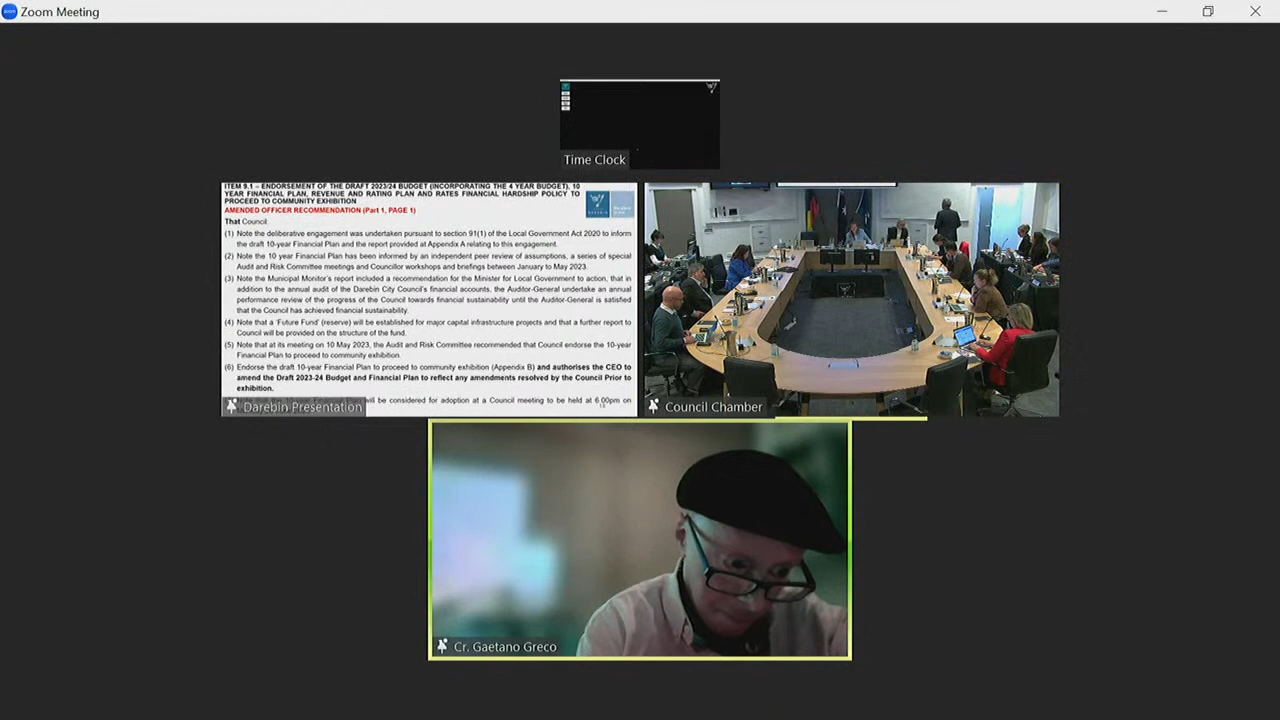 Zoom Meeting
Time Clock
ITEM 9.1 – ENDORSEMENT OF THE DRAFT 2023/24 BUDGET (INCORPORATING THE 4 YEAR BUDGET), 10
YEAR FINANCIAL PLAN, REVENUE AND RATING PLAN AND RATES FINANCIAL HARDSHIP POLICY TO
PROCEED TO COMMUNITY EXHIBITION
AMENDED OFFICER RECOMMENDATION (Part 1, PAGE 1)
That Council:
(1) Note the deliberative engagement was undertaken pursuant to section 91(1) of the Local Government Act 2020 to inform
the draft 10-year Financial Plan and the report provided at Appendix A relating to this engagement.
(2) Note the 10 year Financial Plan has been informed by an independent peer review of assumptions, a series of special
Audit and Risk Committee meetings and Councillor workshops and briefings between January to May 2023.
(3) Note the Municipal Monitor's report included a recommendation for the Minister for Local Government to action, that in
addition to the annual audit of the Darebin City Council's financial accounts, the Auditor-General undertake an annual
performance review of the progress of the Council towards financial sustainability until the Auditor-General is satisfied
that the Council has achieved financial sustainability.
(4) Note that a 'Future Fund' (reserve) will be established for major capital infrastructure projects and that a further report to
Council will be provided on the structure of the fund.
(5) Note that at its meeting on 10 May 2023, the Audit and Risk Committee recommended that Council endorse the 10-year
Financial Plan to proceed to community exhibition.
(6) Endorse the draft 10-year Financial Plan to proceed to community exhibition (Appendix B) and authorises the CEO to
amend the Draft 2023-24 Budget and Financial Plan to reflect any amendments resolved by the Council Prior to
exhibition.
will be considered for adoption at a Council meeting to be held at 6.00pm on
Darebin Presentation
Council Chamber
Cr. Gaetano Greco